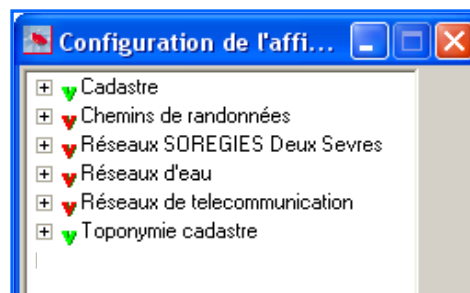 Configuration de l'affi...
Cadastre
Chemins de randonnées
Réseaux SOREGIES Deux Sevres
Réseaux d'eau
Réseaux de telecommunication
Toponymie cadastre